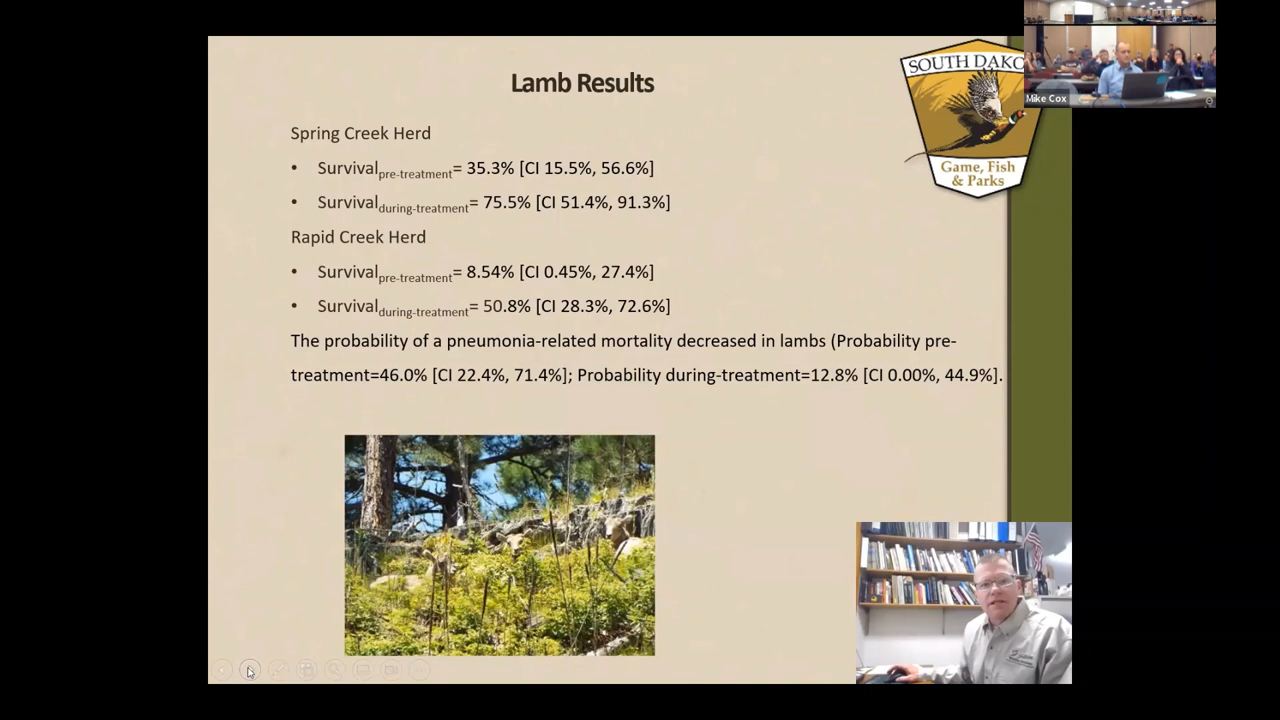 Lamb Results
SOUTH DAKO
Game, Fish
& Parks
Mike Cox
Spring Creek Herd
• Survivalpre-treatment= 35.3% [CI 15.5%, 56.6%]
• Survivalduring-treatment= 75.5% [CI 51.4%, 91.3%]
Rapid Creek Herd
• Survivalpre-treatment= 8.54% [CI 0.45%, 27.4%]
• Survivalduring-treatment= 50.8% [CI 28.3%, 72.6%]
The probability of a pneumonia-related mortality decreased in lambs (Probability pre-
treatment=46.0% [CI 22.4%, 71.4%]; Probability during-treatment=12.8% [CI 0.00%, 44.9%].